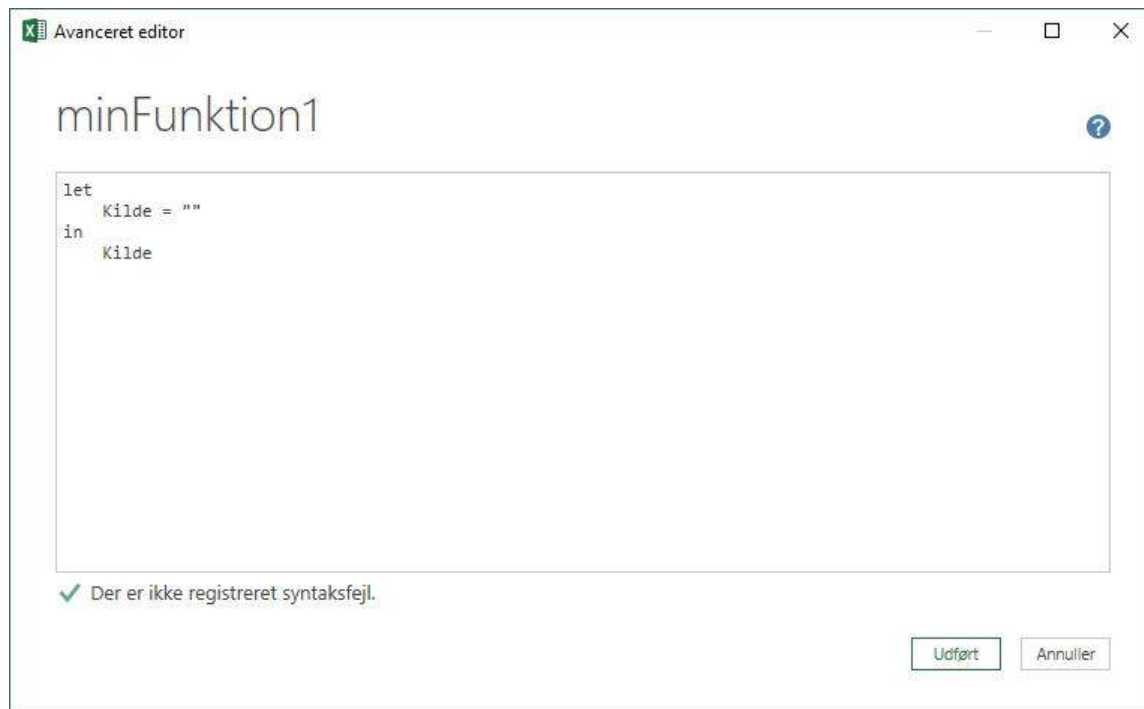 Avanceret editor
minFunktion1
let
    Kilde = ""
in
    Kilde
Der er ikke registreret syntaksfejl.
Udført Annuller